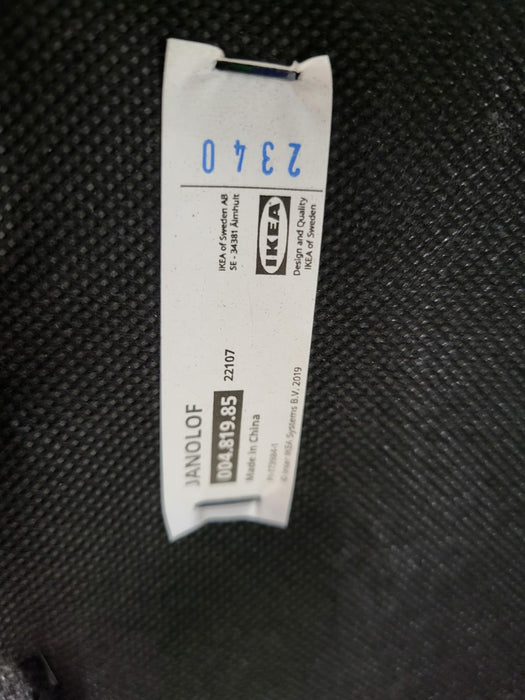 JANOLOF
004.819.85 22107
Made in China
© Inter IKEA Systems B.V. 2019
IKEA of Sweden AB
SE - 34381 Älmhult
IKEA
Design and Quality
IKEA of Sweden
2340